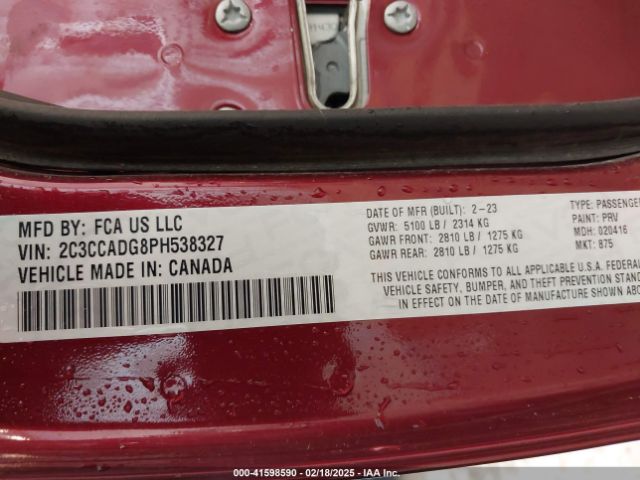 MFD BY: FCA US LLC
VIN: 2C3CCADG8PH538327
VEHICLE MADE IN: CANADA
DATE OF MFR (BUILT): 2-23
GVWR: 5100 LB / 2314 KG
GAWR FRONT: 2810 LB / 1275 KG
GAWR REAR: 2810 LB / 1275 KG
TYPE: PASSENGER
PAINT: PRV
MDH: 020416
MKT: 875
THIS VEHICLE CONFORMS TO ALL APPLICABLE U.S.A. FEDERAL
VEHICLE SAFETY, BUMPER, AND THEFT PREVENTION STAND
IN EFFECT ON THE DATE OF MANUFACTURE SHOWN ABO
000-41598590 - 02/18/2025 - IAA Inc.